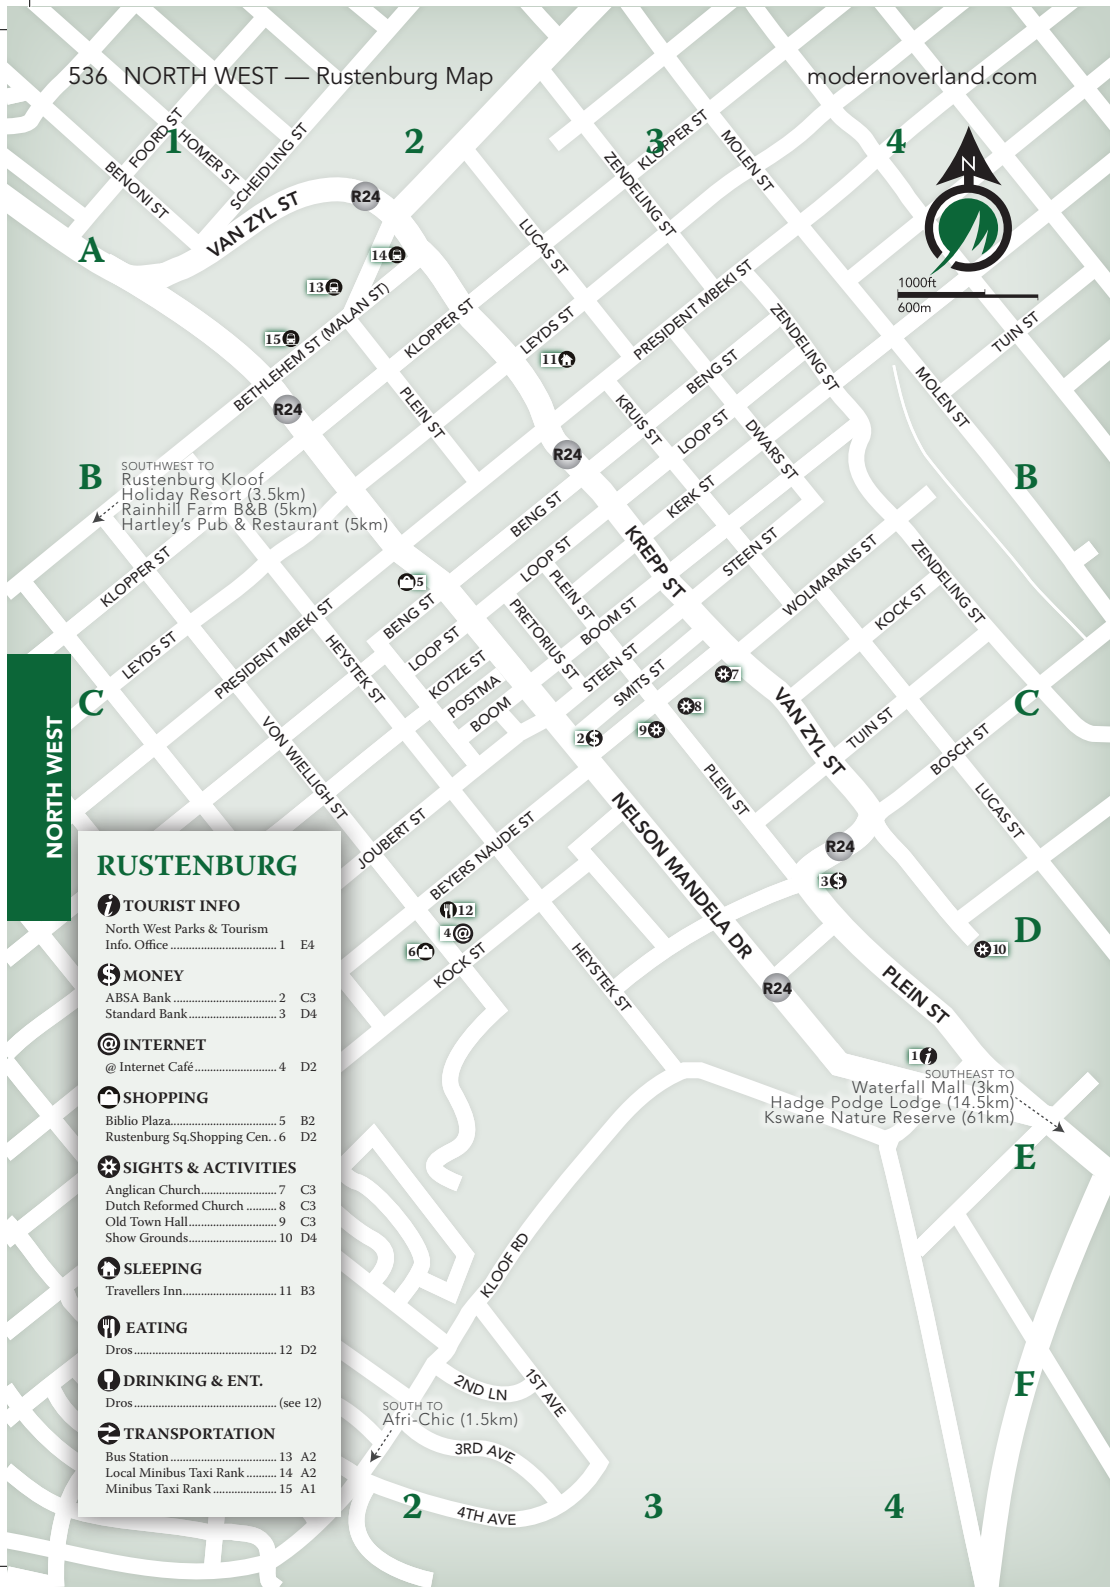 536 NORTH WEST — Rustenburg Map
modernoverland.com
1
2
3
4
FOORD ST
HOMER ST
SCHEIDLING ST
BENONI ST
KLOPPER ST
MOLEN ST
ZENDELING ST
N
VAN ZYL ST
R24
A
LUCAS ST
14
13
1000ft
600m
BETHLEHEM ST (MALAN ST)
KLOPPER ST
LEYDS ST
PRESIDENT MBEKI ST
ZENDELING ST
TUIN ST
15
11
BENG ST
MOLEN ST
PLEIN ST
R24
KRUIS ST
LOOP ST
DWARS ST
R24
B
B
SOUTHWEST TO
Rustenburg Kloof
Holiday Resort (3.5km)
Rainhill Farm B&B (5km)
Hartley's Pub & Restaurant (5km)
BENG ST
KERK ST
KREPP ST
STEEN ST
LOOP ST
PLEIN ST
WOLMARANS ST
ZENDELING ST
KLOPPER ST
5
BENG ST
PRETORIUS ST
BOOM ST
KOCK ST
LEYDS ST
PRESIDENT MBEKI ST
HEYSTEK ST
LOOP ST
KOTZE ST
POSTMA
BOOM
STEEN ST
SMITS ST
7
8
9
2
C
C
NORTH WEST
VON WIELLIGH ST
VAN ZYL ST
TUIN ST
BOSCH ST
PLEIN ST
LUCAS ST
JOUBERT ST
BEYERS NAUDE ST
NELSON MANDELA DR
R24
3
12
4
6
KOCK ST
HEYSTEK ST
D
10
R24
PLEIN ST
1
SOUTHEAST TO
Waterfall Mall (3km)
Hadge Podge Lodge (14.5km)
Kswane Nature Reserve (61km)
E
KLOOF RD
F
2ND LN
1ST AVE
SOUTH TO
Afri-Chic (1.5km)
3RD AVE
4TH AVE
2
3
4
RUSTENBURG
TOURIST INFO
North West Parks & Tourism
Info. Office ................................... 1 E4
MONEY
ABSA Bank .................................. 2 C3
Standard Bank............................. 3 D4
INTERNET
@ Internet Café........................... 4 D2
SHOPPING
Biblio Plaza................................... 5 B2
Rustenburg Sq.Shopping Cen. . 6 D2
SIGHTS & ACTIVITIES
Anglican Church......................... 7 C3
Dutch Reformed Church .......... 8 C3
Old Town Hall............................. 9 C3
Show Grounds............................. 10 D4
SLEEPING
Travellers Inn............................... 11 B3
EATING
Dros............................................... 12 D2
DRINKING & ENT.
Dros............................................... (see 12)
TRANSPORTATION
Bus Station ................................... 13 A2
Local Minibus Taxi Rank .......... 14 A2
Minibus Taxi Rank ..................... 15 A1